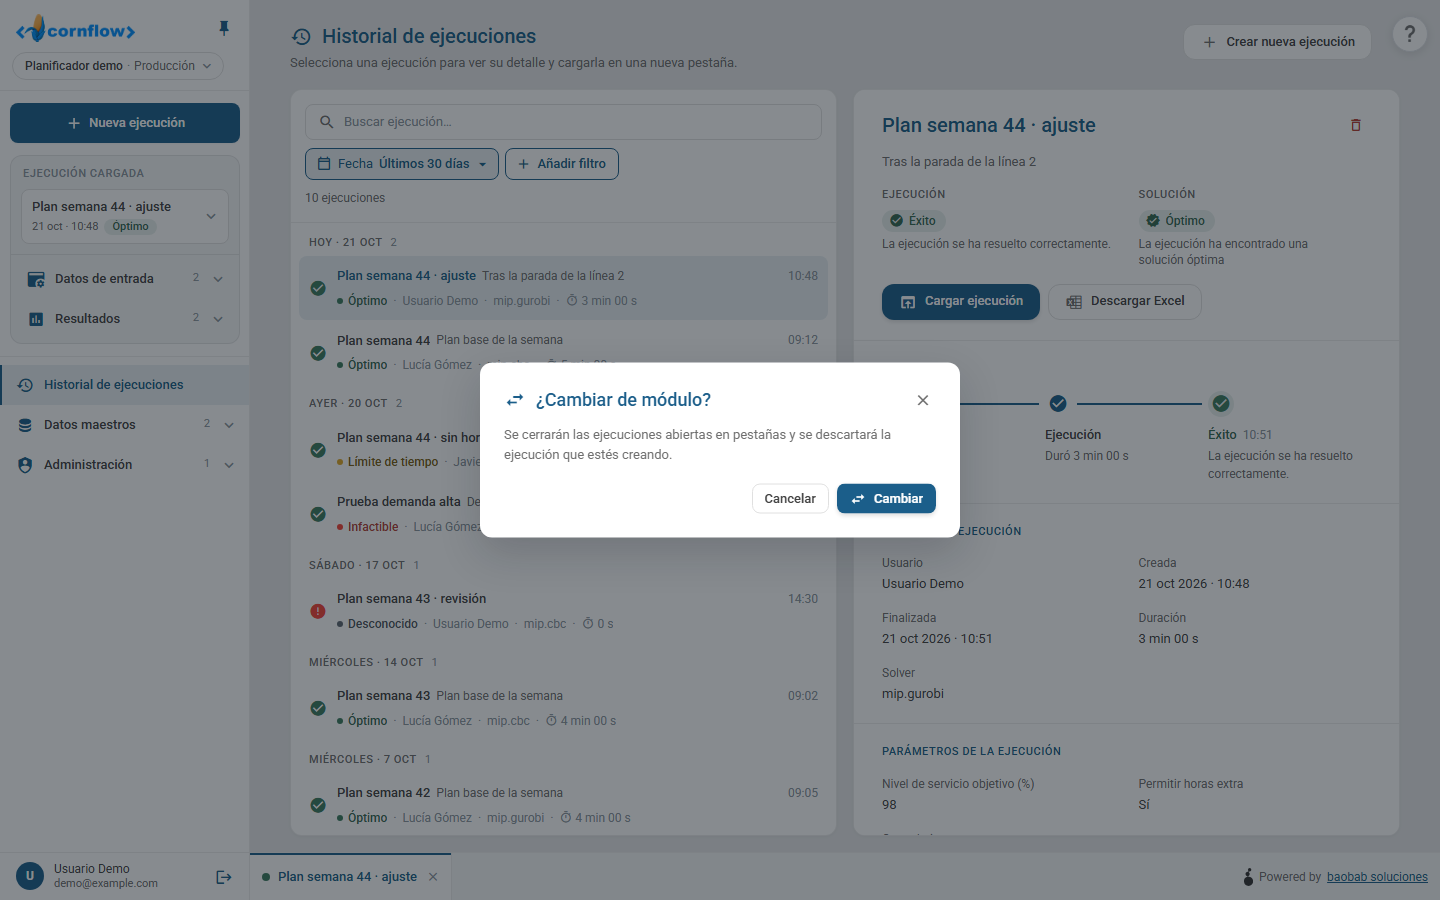 cornflow
Planificador demo · Producción
Nueva ejecución
EJECUCIÓN CARGADA
Plan semana 44 · ajuste
21 oct · 10:48 Óptimo
Datos de entrada 2
Resultados 2
Historial de ejecuciones
Datos maestros 2
Administración 1
U
Usuario Demo
demo@example.com
Historial de ejecuciones
Selecciona una ejecución para ver su detalle y cargarla en una nueva pestaña.
Crear nueva ejecución
?
Buscar ejecución...
Fecha Últimos 30 días
Añadir filtro
10 ejecuciones
HOY · 21 OCT 2
Plan semana 44 · ajuste Tras la parada de la línea 2 10:48
Óptimo · Usuario Demo · mip.gurobi · 3 min 00 s
Plan semana 44 Plan base de la semana 09:12
Óptimo · Lucía Gómez ·
AYER · 20 OCT 2
Plan semana 44 · sin
Límite de tiempo ·
Prueba demanda alta
Infactible · Lucía
SÁBADO · 17 OCT 1
Plan semana 43 · revisión 14:30
Desconocido · Usuario Demo · mip.cbc · 0 s
MIÉRCOLES · 14 OCT 1
Plan semana 43 Plan base de la semana 09:02
Óptimo · Lucía Gómez · mip.cbc · 4 min 00 s
MIÉRCOLES · 7 OCT 1
Plan semana 42 Plan base de la semana 09:05
Óptimo · Lucía Gómez · mip.gurobi · 4 min 00 s
Plan semana 44 · ajuste
Tras la parada de la línea 2
EJECUCIÓN
Éxito
La ejecución se ha resuelto correctamente.
SOLUCIÓN
Óptimo
La ejecución ha encontrado una
solución óptima
Cargar ejecución
Descargar Excel
Ejecución
Duró 3 min 00 s
Éxito 10:51
La ejecución se ha resuelto
correctamente.
EJECUCIÓN
Usuario
Usuario Demo
Creada
21 oct 2026 · 10:48
Finalizada
21 oct 2026 · 10:51
Duración
3 min 00 s
Solver
mip.gurobi
PARÁMETROS DE LA EJECUCIÓN
Nivel de servicio objetivo (%)
98
Permitir horas extra
Sí
¿Cambiar de módulo?
Se cerrarán las ejecuciones abiertas en pestañas y se descartará la
ejecución que estés creando.
Cancelar
Cambiar
Plan semana 44 · ajuste
Powered by baobab soluciones